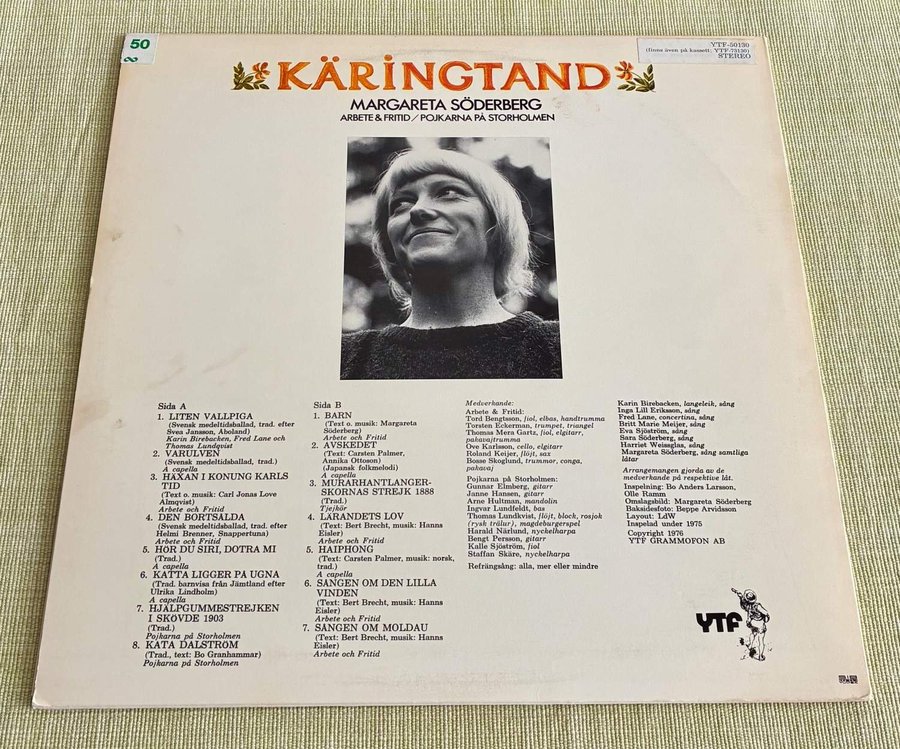 50
∞
YTF-50130
(finns även på kassett: YTF-73130)
STEREO
KÄRINGTAND
MARGARETA SÖDERBERG
ARBETE & FRITID / POJKARNA PÅ STORHOLMEN
Sida A
1. LITEN VALLPIGA
(Svensk medeltidsballad, trad. efter
Svea Jansson, Åboland)
Karin Birebacken, Fred Lane och
Thomas Lundqvist
2. VARULVEN
(Svensk medeltidsballad, trad.)
A capella
3. HÄXAN I KONUNG KARLS
TID
(Text o. musik: Carl Jonas Love
Almqvist)
Arbete och Fritid
4. DEN BORTSÅLDA
(Svensk medeltidsballad, trad. efter
Helmi Brenner, Snappertuna)
Arbete och Fritid
5. HÖR DU SIRI, DOTRA MI
(Trad.)
A capella
6. KATTA LIGGER PÅ UGNA
(Trad. barnvisa från Jämtland efter
Ulrika Lindholm)
A capella
7. HJÄLPGUMMESTREJKEN
I SKÖVDE 1903
(Trad.)
Pojkarna på Storholmen
8. KATA DALSTRÖM
(Trad., text: Bo Granhammar)
Pojkarna på Storholmen
Sida B
1. BARN
(Text o. musik: Margareta
Söderberg)
Arbete och Fritid
2. AVSKEDET
(Text: Carsten Palmer,
Annika Ottoson)
(Japansk folkmelodi)
A capella
3. MURARHANTLANGER-
SKORNAS STREJK 1888
(Trad.)
Tjejkör
4. LÄRANDETS LOV
(Text: Bert Brecht, musik: Hanns
Eisler)
Arbete och Fritid
5. HAIPHONG
(Text: Carsten Palmer, musik: norsk,
trad.)
A capella
6. SÅNGEN OM DEN LILLA
VINDEN
(Text: Bert Brecht, musik: Hanns
Eisler)
Arbete och Fritid
7. SÅNGEN OM MOLDAU
(Text: Bert Brecht, musik: Hanns
Eisler)
Arbete och Fritid
Medverkande:
Arbete & Fritid:
Tord Bengtsson, fiol, elbas, handtrumma
Torsten Eckerman, trumpet, triangel
Thomas Mera Gartz, fiol, elgitarr,
pakavajtrumma
Ove Karlsson, cello, elgitarr
Roland Keijer, flöjt, sax
Bosse Skoglund, trummor, conga,
pakavaj
Pojkarna på Storholmen:
Gunnar Elmberg, gitarr
Janne Hansen, gitarr
Arne Hultman, mandolin
Ingvar Lundfeldt, bas
Thomas Lundkvist, flöjt, block, rosjok
(rysk trälur), magdeburgerspel
Harald Närlund, nyckelharpa
Bengt Persson, gitarr
Kalle Sjöström, fiol
Staffan Skäre, nyckelharpa
Refrängsång: alla, mer eller mindre
Karin Birebacken, langeleik, sång
Inga Lill Eriksson, sång
Fred Lane, concertina, sång
Britt Marie Meijer, sång
Eva Sjöström, sång
Sara Söderberg, sång
Harriet Weissglas, sång
Margareta Söderberg, sång samtliga
låtar
Arrangemangen gjorda av de
medverkande på respektive låt.
Inspelning: Bo Anders Larsson,
Olle Ramm
Omslagsbild: Margareta Söderberg
Baksidesfoto: Beppe Arvidsson
Layout: LdW
Inspelad under 1975
Copyright 1976
YTF GRAMMOFON AB
YTF